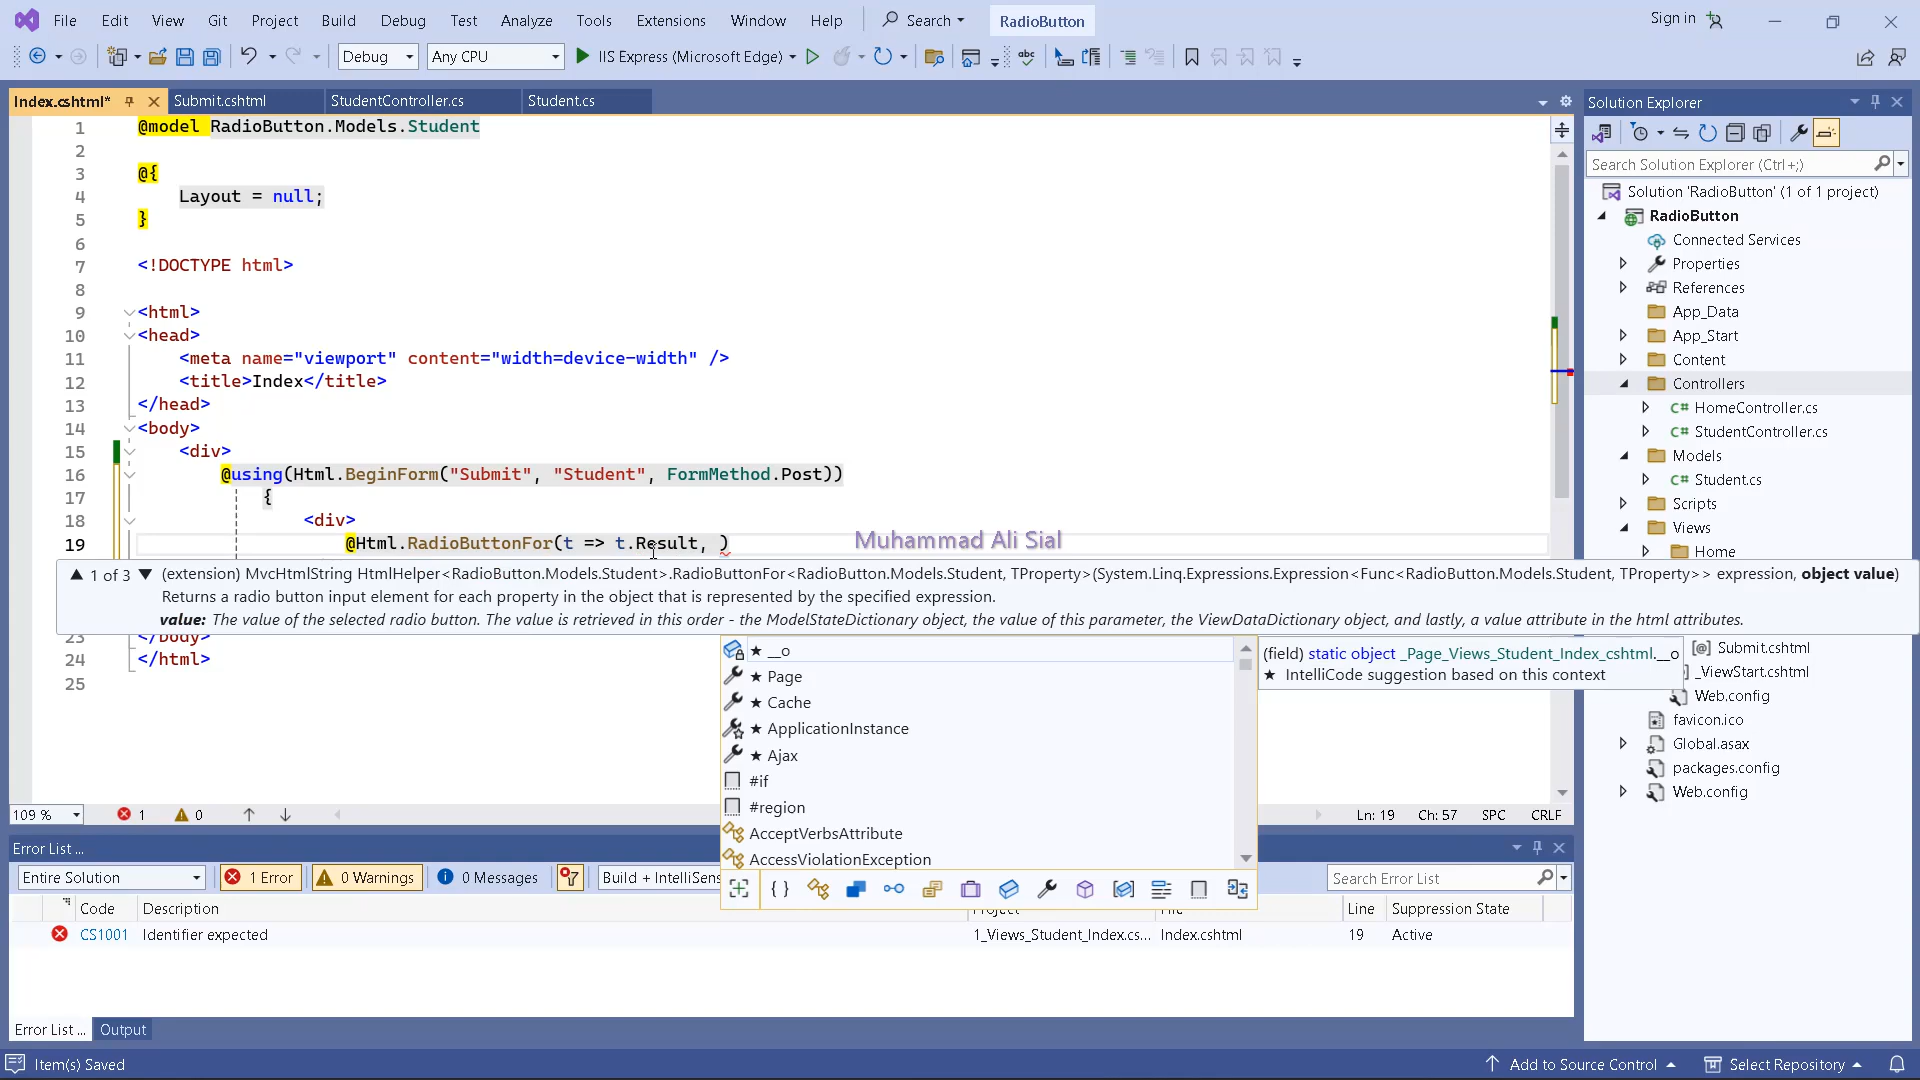 File Edit View Git Project Build Debug Test Analyze Tools Extensions Window Help Search RadioButton Sign in
Debug Any CPU IIS Express (Microsoft Edge)
Index.cshtml* Submit.cshtml StudentController.cs Student.cs
1 @model RadioButton.Models.Student
2
3 @{
4 Layout = null;
5 }
6
7 <!DOCTYPE html>
8
9 <html>
10 <head>
11 <meta name="viewport" content="width=device-width" />
12 <title>Index</title>
13 </head>
14 <body>
15 <div>
16 @using(Html.BeginForm("Submit", "Student", FormMethod.Post))
17 {
18 <div>
19 @Html.RadioButtonFor(t => t.Result, )
Muhammad Ali Sial
1 of 3 (extension) MvcHtmlString HtmlHelper<RadioButton.Models.Student>.RadioButtonFor<RadioButton.Models.Student, TProperty>(System.Linq.Expressions.Expression<Func<RadioButton.Models.Student, TProperty>> expression, object value)
Returns a radio button input element for each property in the object that is represented by the specified expression.
value: The value of the selected radio button. The value is retrieved in this order - the ModelStateDictionary object, the value of this parameter, the ViewDataDictionary object, and lastly, a value attribute in the html attributes.
23 </body>
24 </html>
25
★ __o
★ Page
★ Cache
★ ApplicationInstance
★ Ajax
#if
#region
AcceptVerbsAttribute
AccessViolationException
(field) static object _Page_Views_Student_Index_cshtml.__o
★ IntelliCode suggestion based on this context
109 % 1 0 Ln: 19 Ch: 57 SPC CRLF
Error List ...
Entire Solution 1 Error 0 Warnings 0 Messages Build + IntelliSens Search Error List
Code Description Project File Line Suppression State
CS1001 Identifier expected 1_Views_Student_Index.cs... Index.cshtml 19 Active
Error List ... Output
Item(s) Saved Add to Source Control Select Repository
Solution Explorer
Search Solution Explorer (Ctrl+;)
Solution 'RadioButton' (1 of 1 project)
RadioButton
Connected Services
Properties
References
App_Data
App_Start
Content
Controllers
C# HomeController.cs
C# StudentController.cs
Models
C# Student.cs
Scripts
Views
Home
Submit.cshtml
_ViewStart.cshtml
Web.config
favicon.ico
Global.asax
packages.config
Web.config